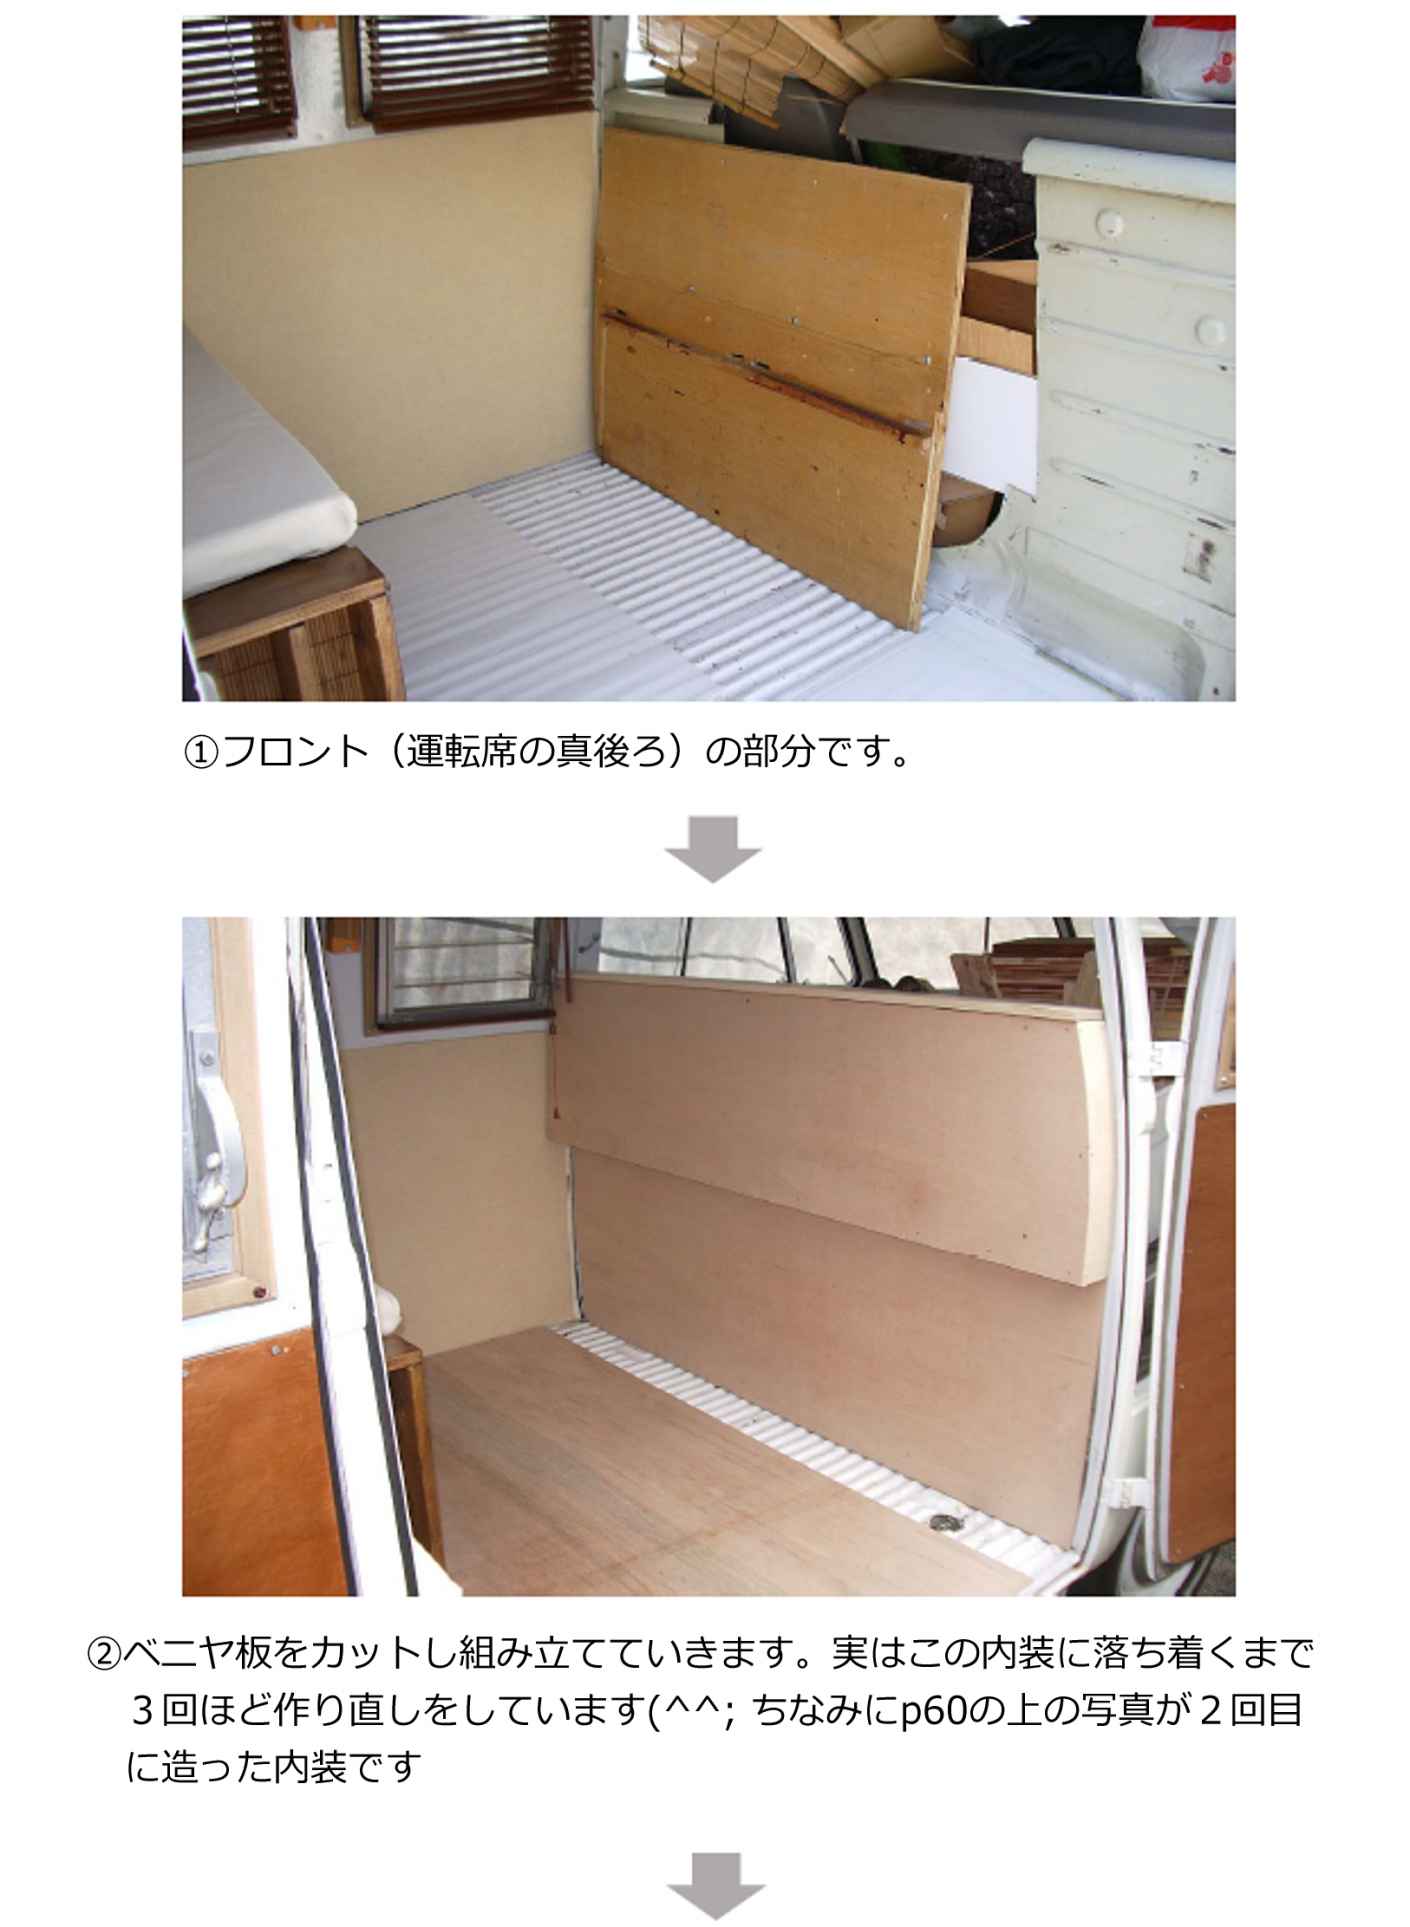 ①フロント（運転席の真後ろ）の部分です。
②ベニヤ板をカットし組み立てていきます。実はこの内装に落ち着くまで
３回ほど作り直しをしています(^^; ちなみにp60の上の写真が２回目
に造った内装です